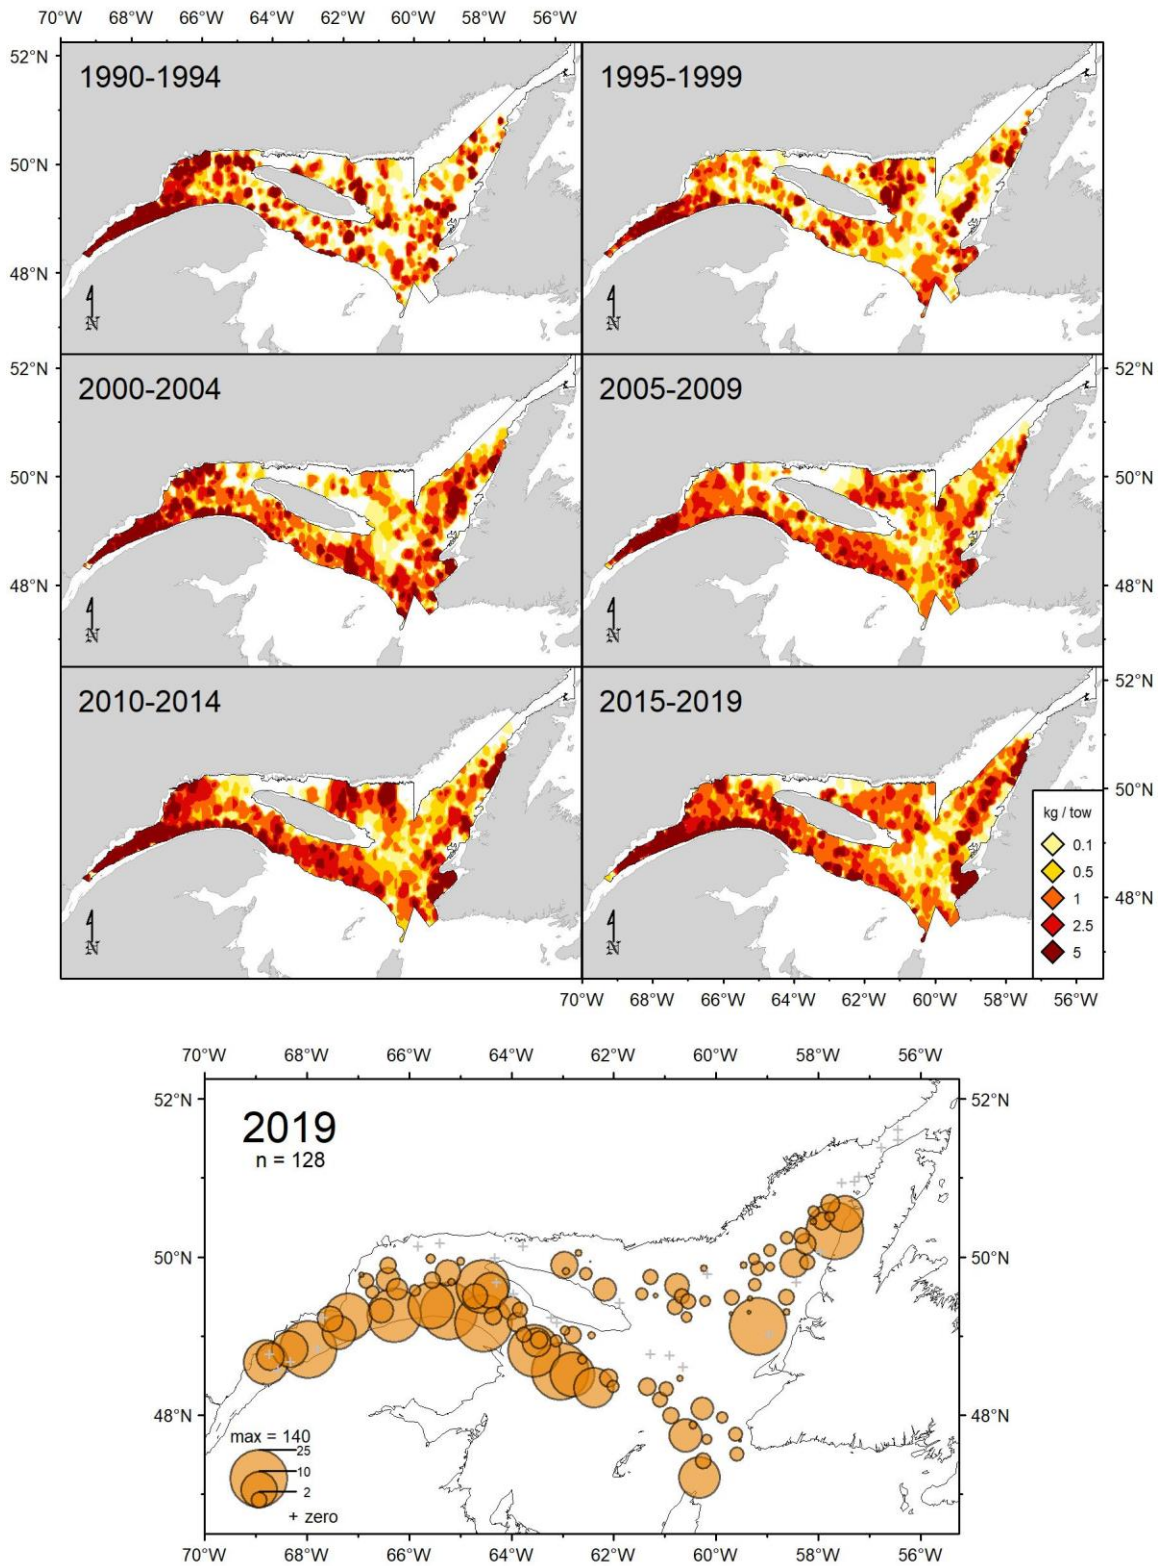 70°W 68°W 66°W 64°W 62°W 60°W 58°W 56°W
52°N 1990-1994 1995-1999
50°N
48°N
N N
52°N 2000-2004 2005-2009 52°N
50°N 50°N
48°N 48°N
N N
2010-2014 2015-2019 52°N
50°N
kg / tow
0.1
0.5
1
2.5
5
48°N
N N
70°W 68°W 66°W 64°W 62°W 60°W 58°W 56°W
70°W 68°W 66°W 64°W 62°W 60°W 58°W 56°W
52°N 2019 52°N
n = 128
50°N 50°N
48°N 48°N
max = 140
25
10
2
+ zero
70°W 68°W 66°W 64°W 62°W 60°W 58°W 56°W